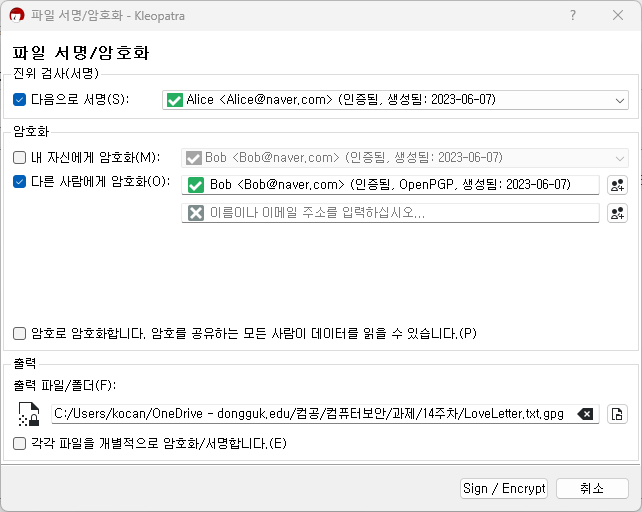 파일 서명/암호화 - Kleopatra
파일 서명/암호화
진위 검사(서명)
다음으로 서명(S):
Alice <Alice@naver.com> (인증됨, 생성됨: 2023-06-07)
암호화
내 자신에게 암호화(M):
Bob <Bob@naver.com> (인증됨, 생성됨: 2023-06-07)
다른 사람에게 암호화(O):
Bob <Bob@naver.com> (인증됨, OpenPGP, 생성됨: 2023-06-07)
이름이나 이메일 주소를 입력하십시오...
암호로 암호화합니다. 암호를 공유하는 모든 사람이 데이터를 읽을 수 있습니다.(P)
출력
출력 파일/폴더(F):
C:/Users/kocan/OneDrive - dongguk.edu/컴공/컴퓨터보안/과제/14주차/LoveLetter.txt.gpg
각각 파일을 개별적으로 암호화/서명합니다.(E)
Sign / Encrypt
취소